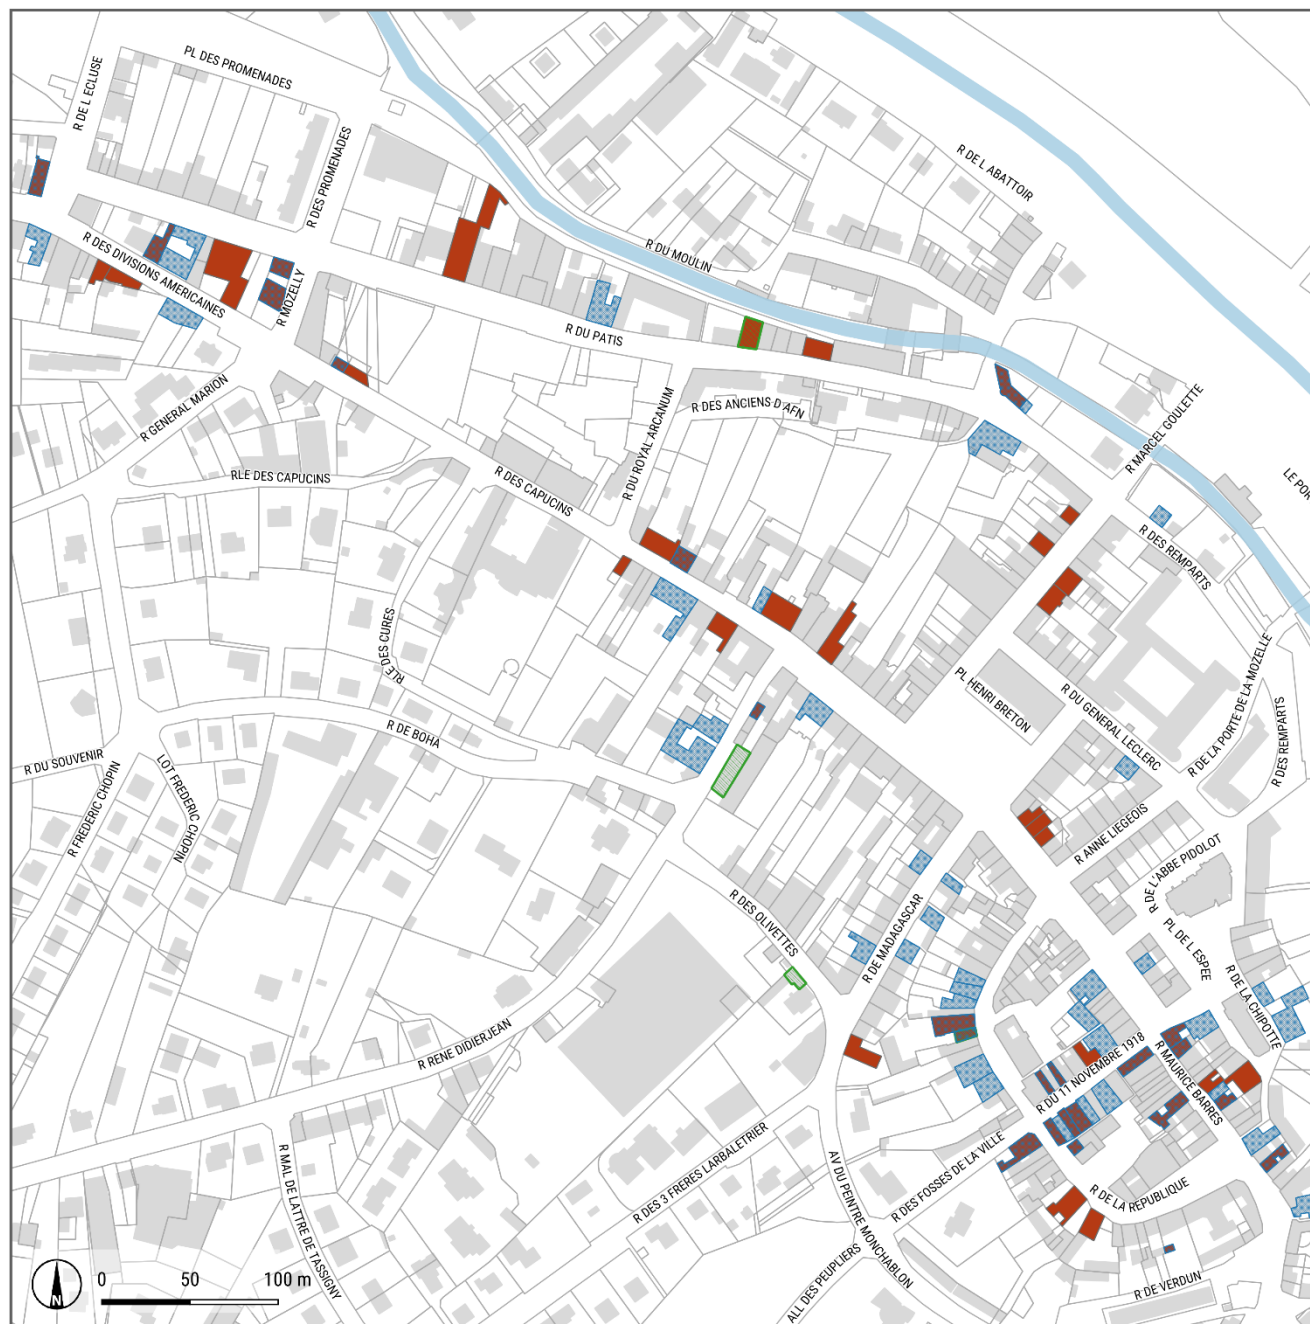 PL DES PROMENADES
R DE L ECLUSE
R DES PROMENADES
R DE L ABATTOIR
R DU MOULIN
R DES DIVISIONS AMERICAINES
R MOZELLY
R DU PATIS
R GENERAL MARION
R DU ROYAL ARCANUM
R DES ANCIENS D AFN
R MARCEL GOULETTE
RLE DES CAPUCINS
R DES CAPUCINS
LE POR
R DES REMPARTS
RLE DES CURES
PL HENRI BRETON
R DU GENERAL LECLERC
R DE LA PORTE DE LA MOZELLE
R DES REMPARTS
R DE BOHA
R DU SOUVENIR
R FREDERIC CHOPIN
LOT FREDERIC CHOPIN
R ANNE LIEGEOIS
R DE L'ABBE PIDOLOT
R DES OLIVETTES
R DE MADAGASCAR
PL DE L ESPEE
R DE LA CHIPOTTE
R RENE DIDIERJEAN
R DU 11 NOVEMBRE 1918
R MAURICE BARRES
R MAL DE LATTRE DE TASSIGNY
R DES 3 FRERES LARBALETRIER
AV DU PEINTRE MONCHABLON
R DES FOSSES DE LA VILLE
R DE LA REPUBLIQUE
ALL DES PEUPLIERS
R DE VERDUN
N
0 50 100 m